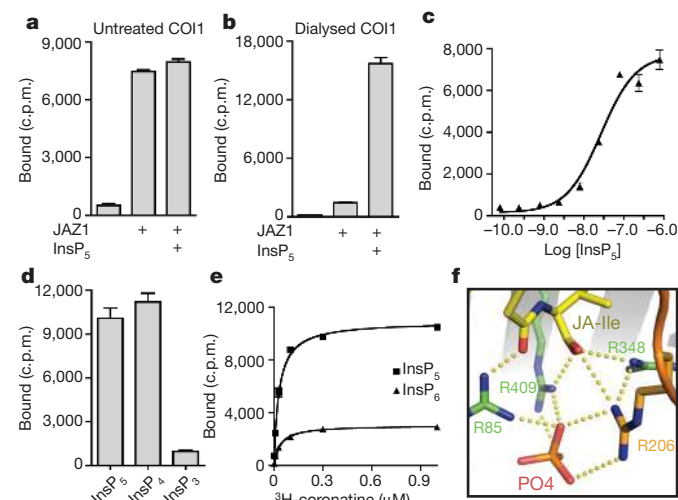 a Untreated COI1
9,000
6,000
3,000
0
Bound (c.p.m.)
JAZ1 + +
InsP5 +
b Dialysed COI1
18,000
12,000
6,000
0
Bound (c.p.m.)
JAZ1 + +
InsP5 +
c
8,000
6,000
4,000
2,000
0
Bound (c.p.m.)
−10.0 −9.0 −8.0 −7.0 −6.0
Log [InsP5]
d
12,000
9,000
6,000
3,000
0
Bound (c.p.m.)
InsP5 InsP4 InsP3
e
12,000
8,000
4,000
0
Bound (c.p.m.)
InsP5
InsP6
0 0.3 0.6 0.9
3H-coronatine (μM)
f
JA-Ile
R348
R409
R85
R206
PO4